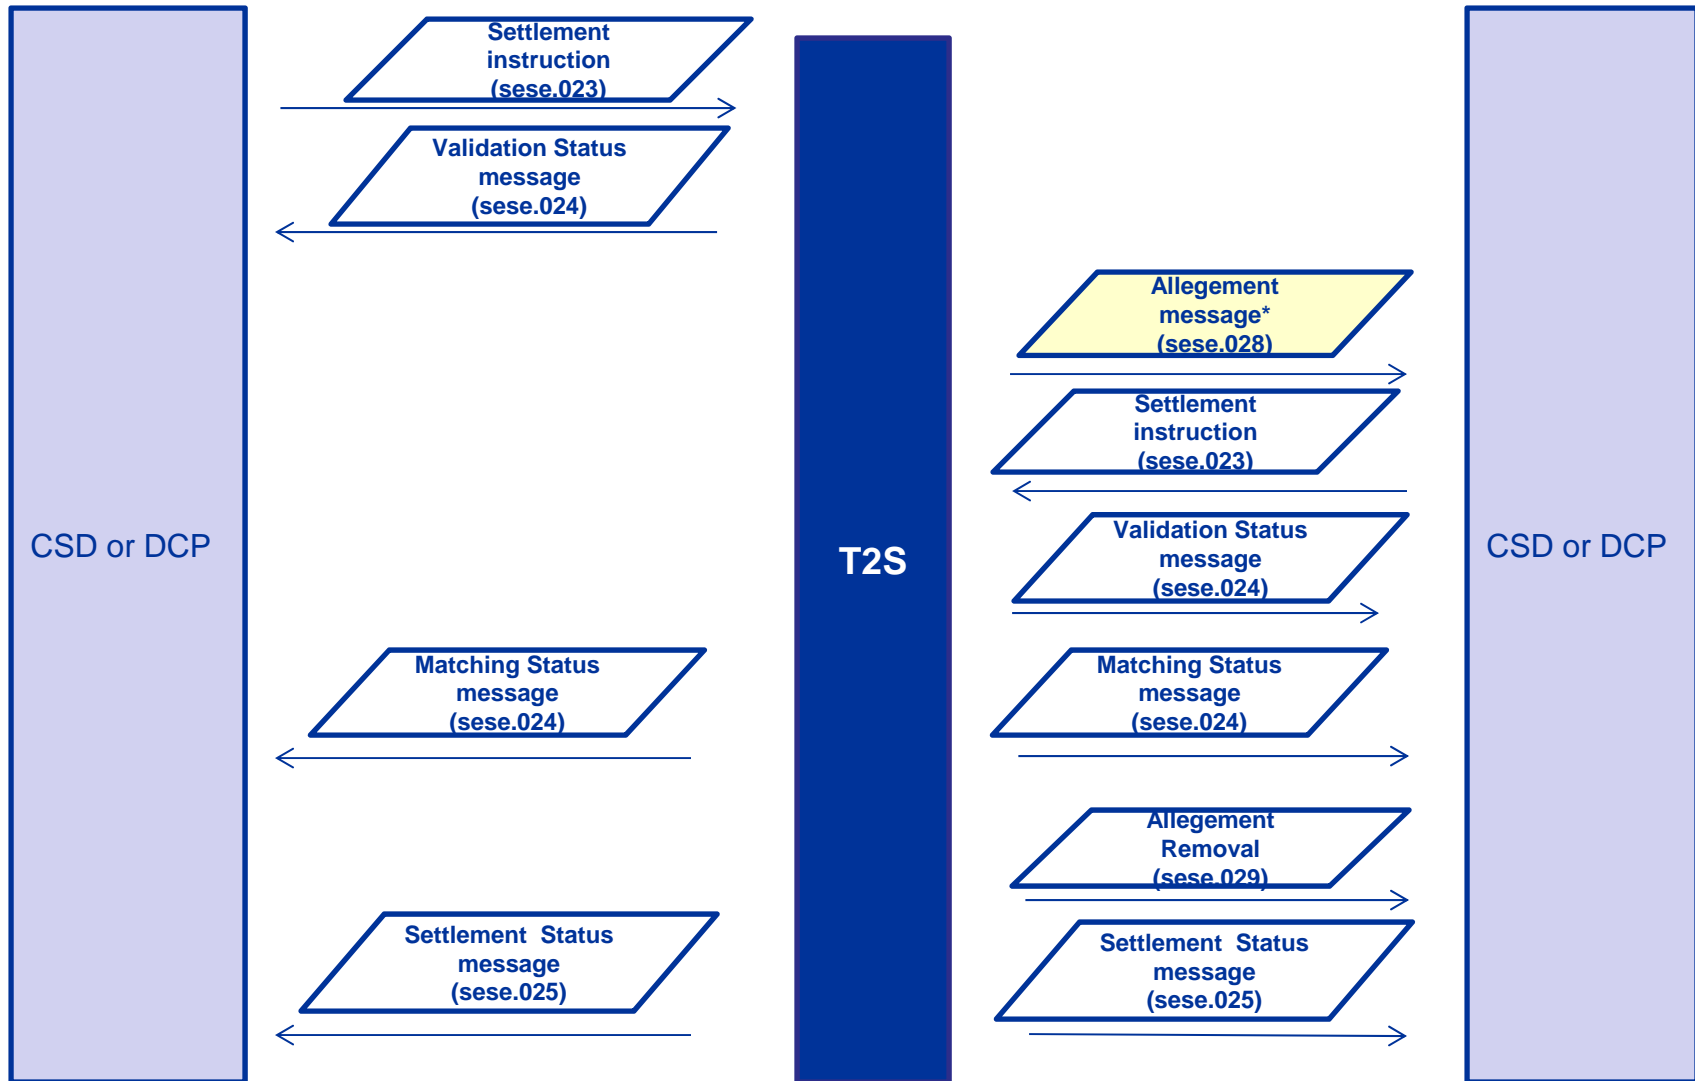 Settlement
instruction
(sese.023)
Validation Status
message
(sese.024)
Allegement
message*
(sese.028)
Settlement
instruction
(sese.023)
CSD or DCP
T2S
Validation Status
message
(sese.024)
CSD or DCP
Matching Status
message
(sese.024)
Matching Status
message
(sese.024)
Allegement
Removal
(sese.029)
Settlement Status
message
(sese.025)
Settlement Status
message
(sese.025)